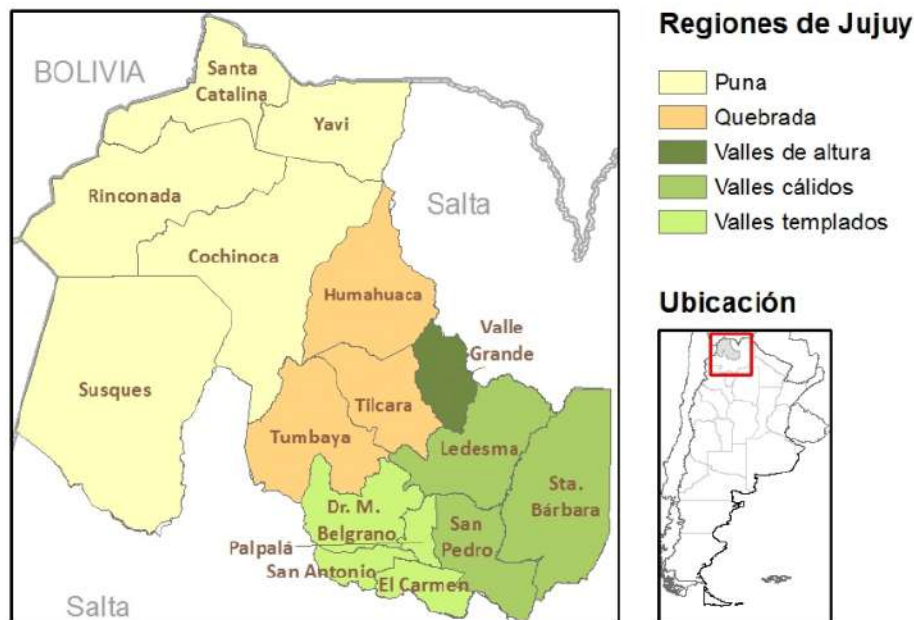 BOLIVIA
Santa
Catalina
Yavi
Rinconada
Salta
Cochinoca
Humahuaca
Valle
Grande
Susques
Tilcara
Tumbaya
Ledesma
Sta.
Bárbara
Dr. M.
Belgrano
San
Pedro
Palpalá
San Antonio
El Carmen
Salta
Regiones de Jujuy
Puna
Quebrada
Valles de altura
Valles cálidos
Valles templados
Ubicación